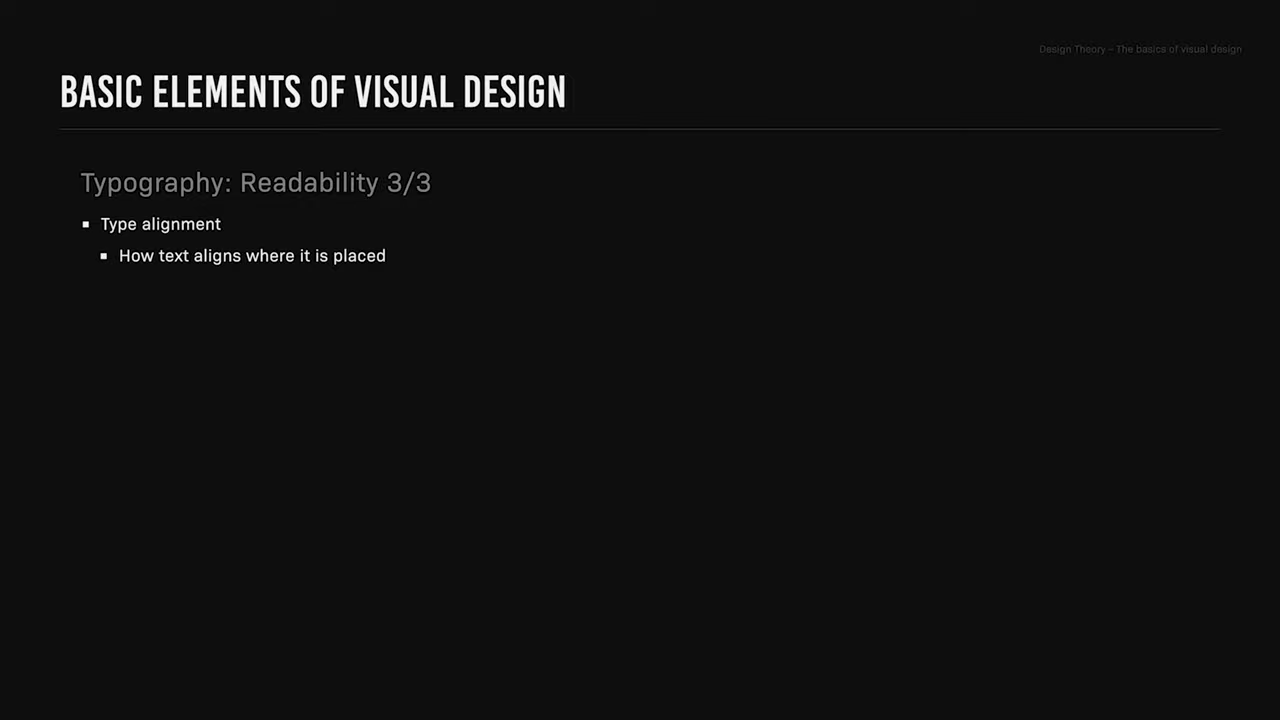 Design Theory – The basics of visual design
BASIC ELEMENTS OF VISUAL DESIGN
Typography: Readability 3/3
▪ Type alignment
▪ How text aligns where it is placed